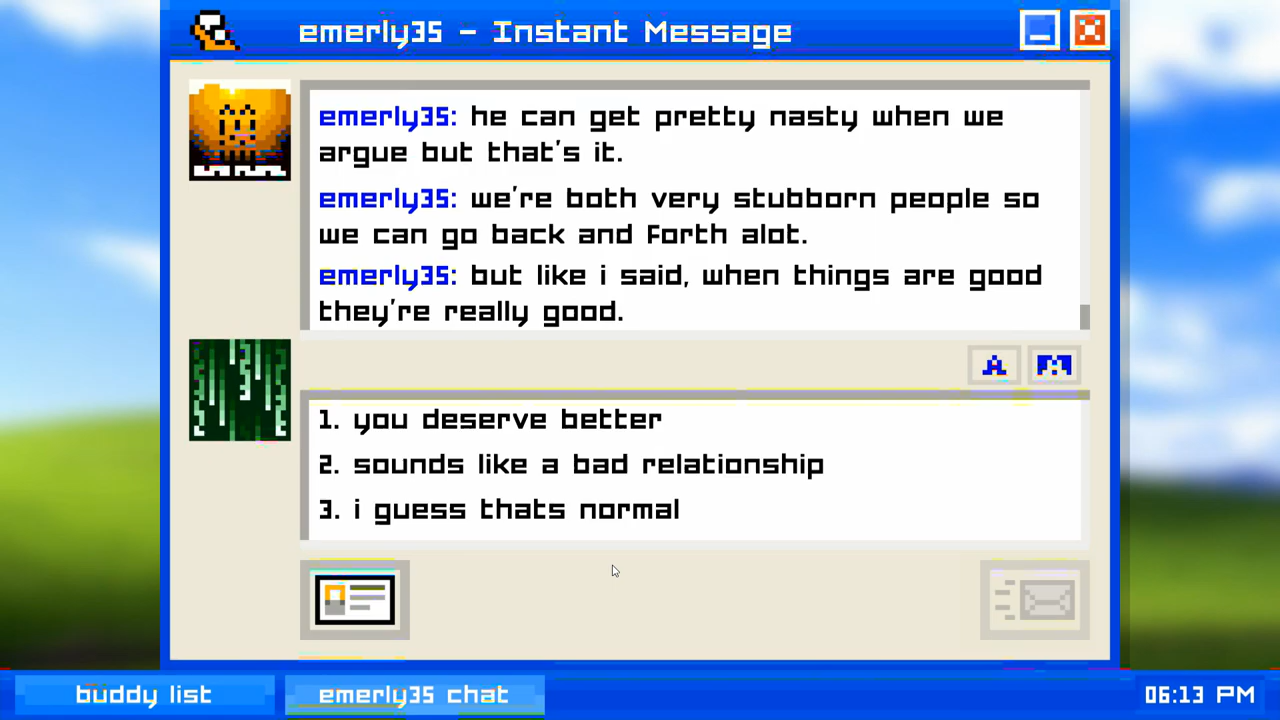 emerly35 - Instant Message
emerly35: he can get pretty nasty when we
argue but that's it.
emerly35: we're both very stubborn people so
we can go back and forth alot.
emerly35: but like i said, when things are good
they're really good.
A
1. you deserve better
2. sounds like a bad relationship
3. i guess thats normal
buddy list
emerly35 chat
06:13 PM